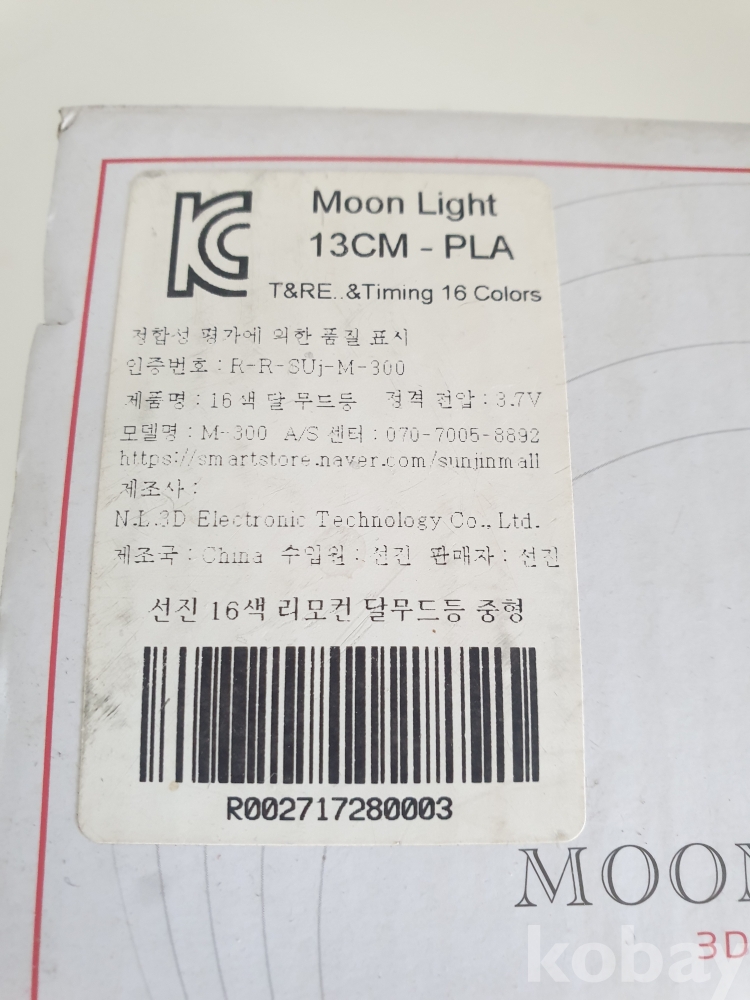 KC
Moon Light
13CM - PLA
T&RE..&Timing 16 Colors
적합성 평가에 의한 품질 표시
인증번호 : R-R-SUj-M-300
제품명 : 16색 달 무드등 정격 전압 : 3.7V
모델명 : M-300 A/S 센터 : 070-7005-8892
https://smartstore.naver.com/sunjinmall
제조사 :
N.L.3D Electronic Technology Co., Ltd.
제조국 : China 수입원 : 선진 판매자 : 선진
선진 16색 리모컨 달무드등 중형
R002717280003
MOON
3D
kobay